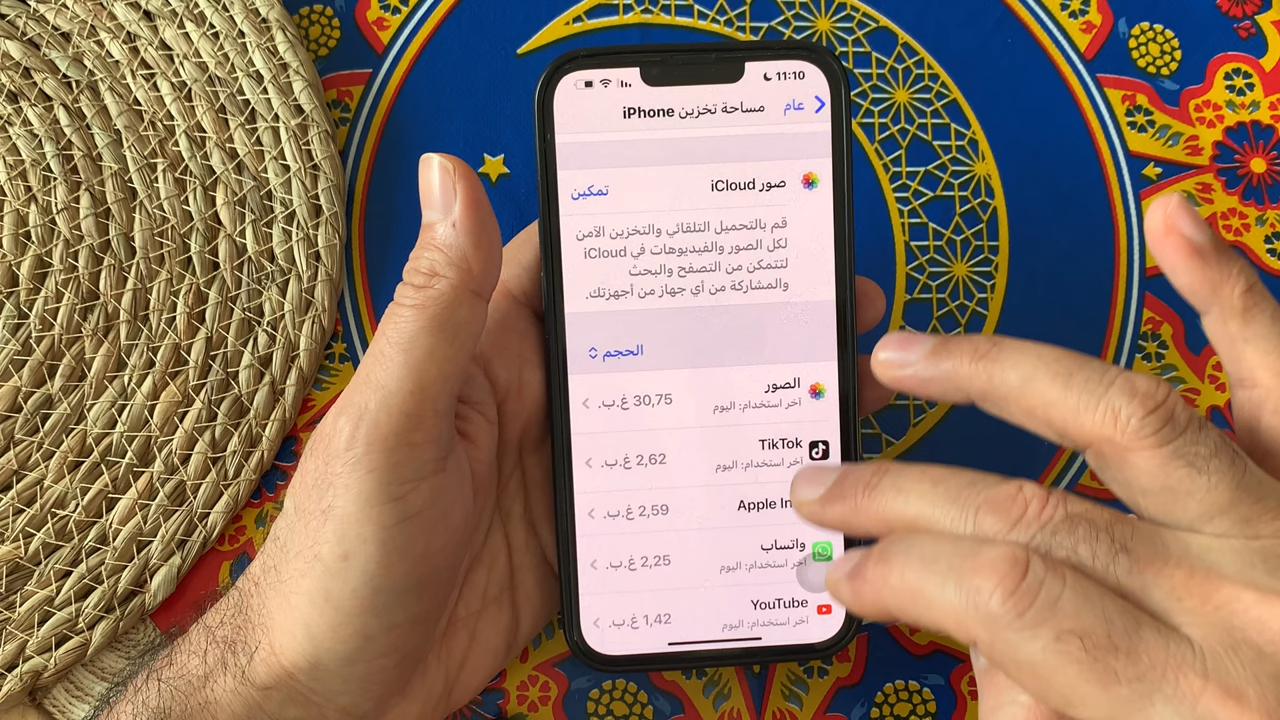 11:10
عام
مساحة تخزين iPhone
صور iCloud
تمكين
قم بالتحميل التلقائي والتخزين الآمن
لكل الصور والفيديوهات في iCloud
لتتمكن من التصفح والبحث
والمشاركة من أي جهاز من أجهزتك.
الحجم
الصور
آخر استخدام: اليوم
30,75 غ.ب.
TikTok
آخر استخدام: اليوم
2,62 غ.ب.
Apple
2,59 غ.ب.
واتساب
آخر استخدام: اليوم
2,25 غ.ب.
YouTube
آخر استخدام: اليوم
1,42 غ.ب.